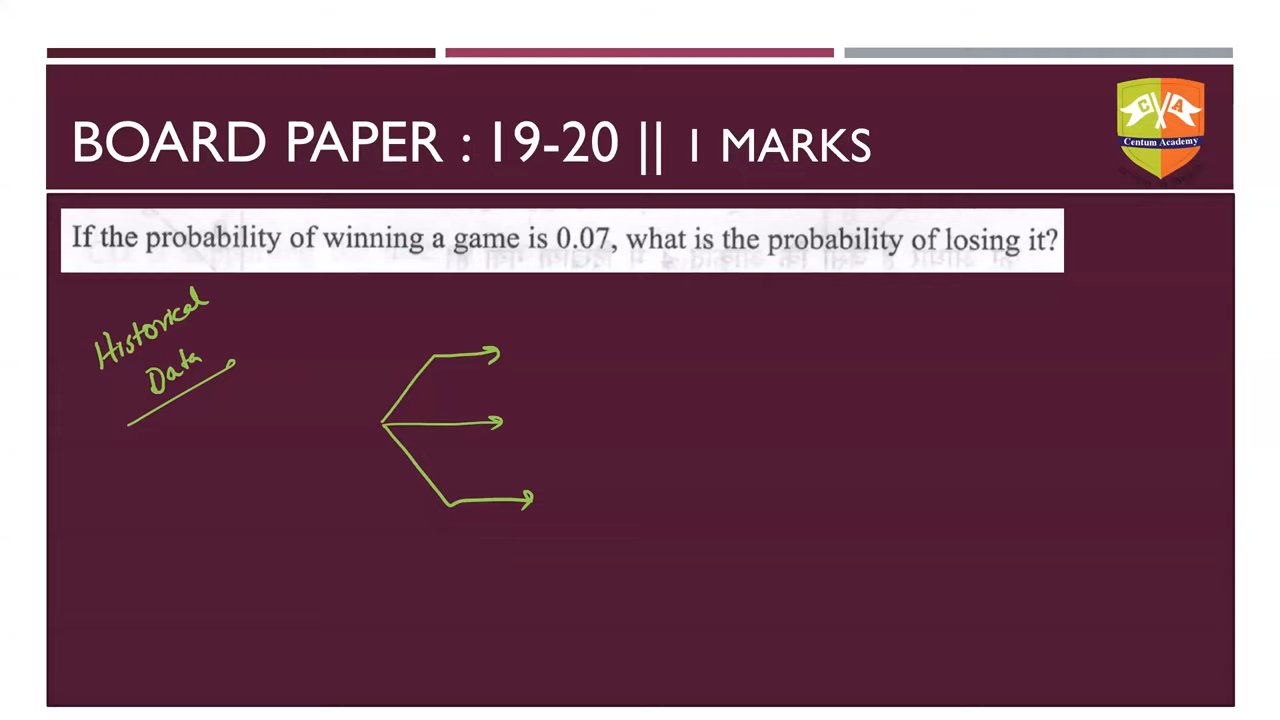 BOARD PAPER : 19-20 || 1 MARKS
C A
Centum Academy
If the probability of winning a game is 0.07, what is the probability of losing it?
Historical
Data